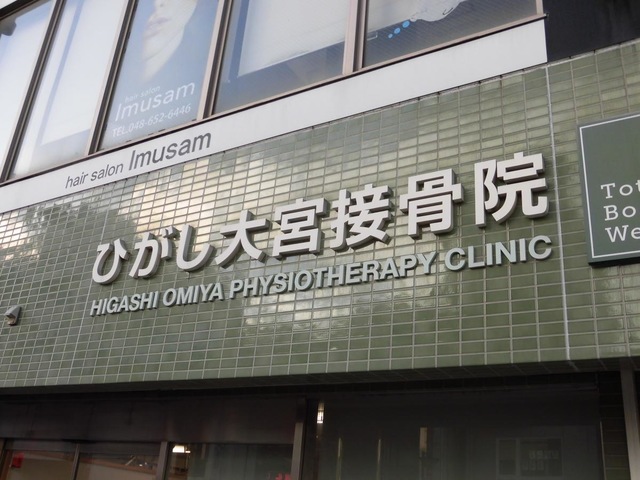 hair salon
Imusam
TEL.048-652-6446
hair salon Imusam
ひがし大宮接骨院
HIGASHI OMIYA PHYSIOTHERAPY CLINIC
Tot
Bo
We